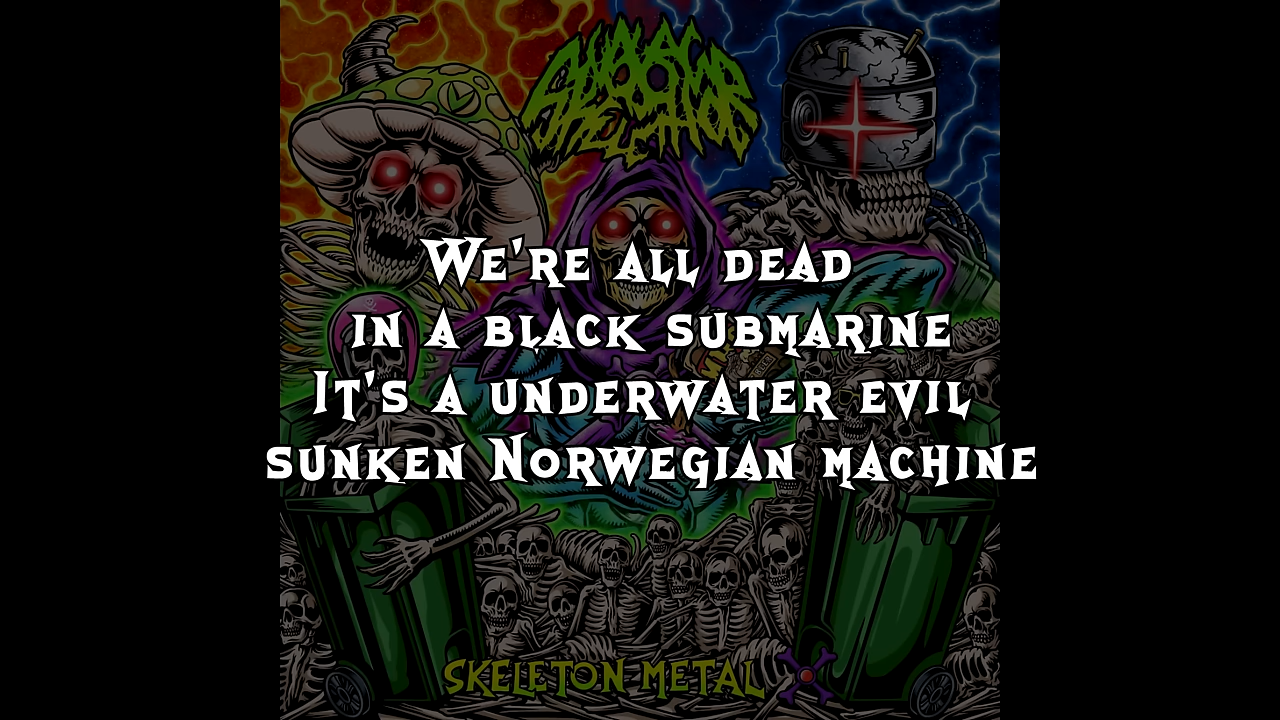 We're all dead
in a black submarine
It's a underwater evil
sunken Norwegian machine
SKELETON METAL